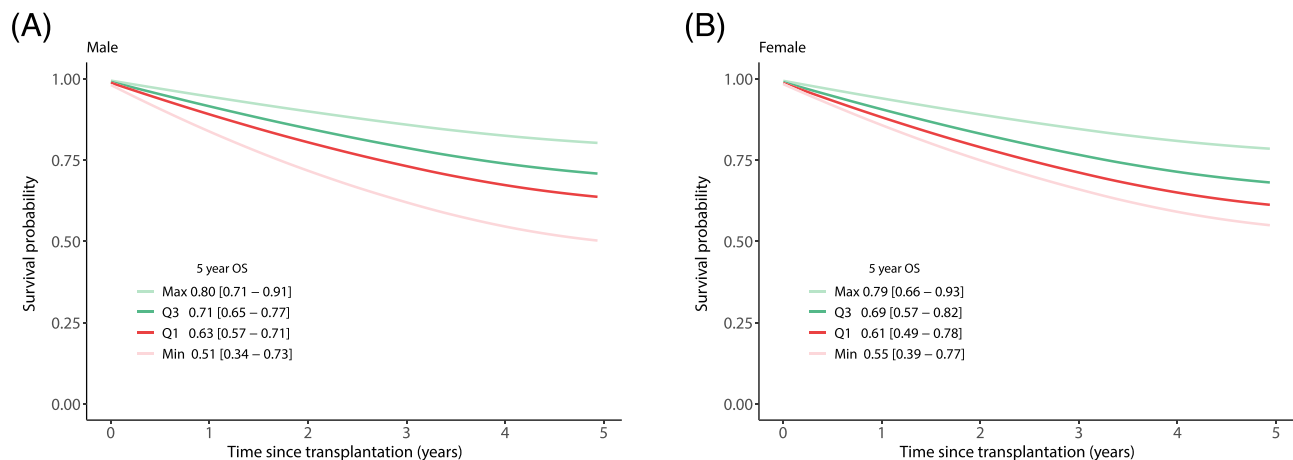 (A)
Male
1.00
0.75
0.50
0.25
0.00
Survival probability
5 year OS
Max 0.80 [0.71 − 0.91]
Q3 0.71 [0.65 − 0.77]
Q1 0.63 [0.57 − 0.71]
Min 0.51 [0.34 − 0.73]
0 1 2 3 4 5
Time since transplantation (years)
(B)
Female
1.00
0.75
0.50
0.25
0.00
Survival probability
5 year OS
Max 0.79 [0.66 − 0.93]
Q3 0.69 [0.57 − 0.82]
Q1 0.61 [0.49 − 0.78]
Min 0.55 [0.39 − 0.77]
0 1 2 3 4 5
Time since transplantation (years)